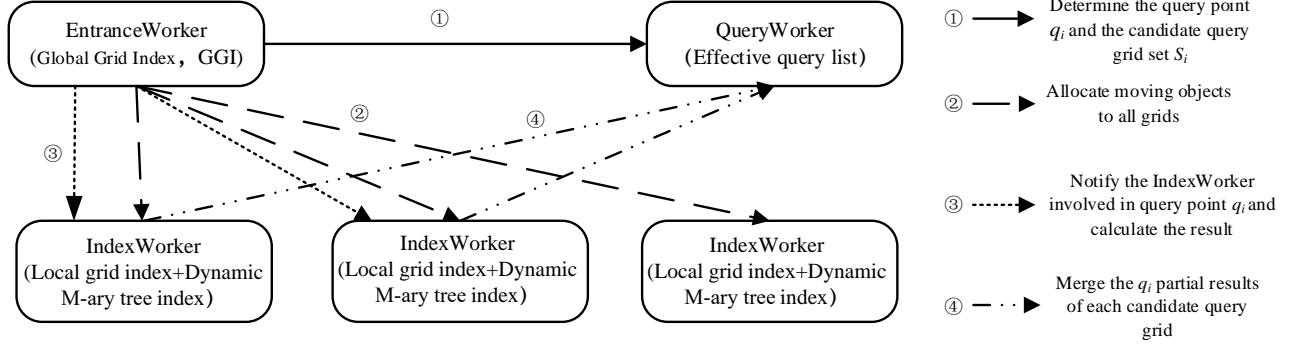 EntranceWorker
(Global Grid Index，GGI)
①
QueryWorker
(Effective query list)
②
④
③
IndexWorker
(Local grid index+Dynamic
M-ary tree index)
IndexWorker
(Local grid index+Dynamic
M-ary tree index)
IndexWorker
(Local grid index+Dynamic
M-ary tree index)
①
Determine the query point
qi and the candidate query
grid set Si
②
Allocate moving objects
to all grids
③
Notify the IndexWorker
involved in query point qi and
calculate the result
④
Merge the qi partial results
of each candidate query
grid